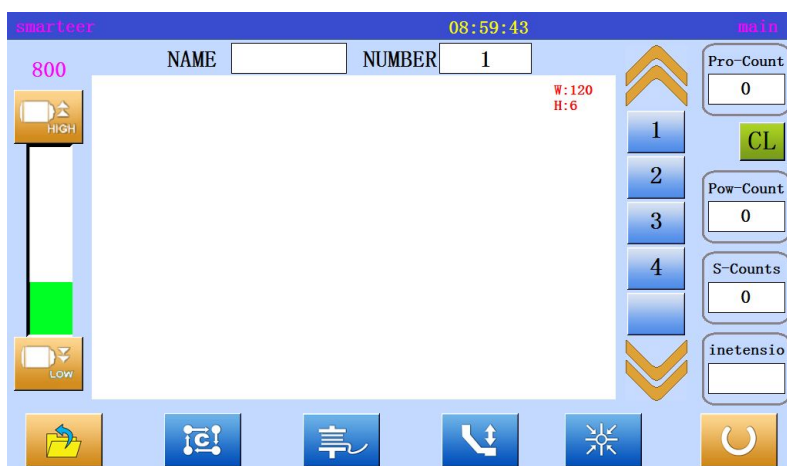 smarteer 08:59:43 main
800 NAME NUMBER 1
W:120
H:6
HIGH
LOW
1
2
3
4
Pro-Count
0
CL
Pow-Count
0
S-Counts
0
inetensio
C